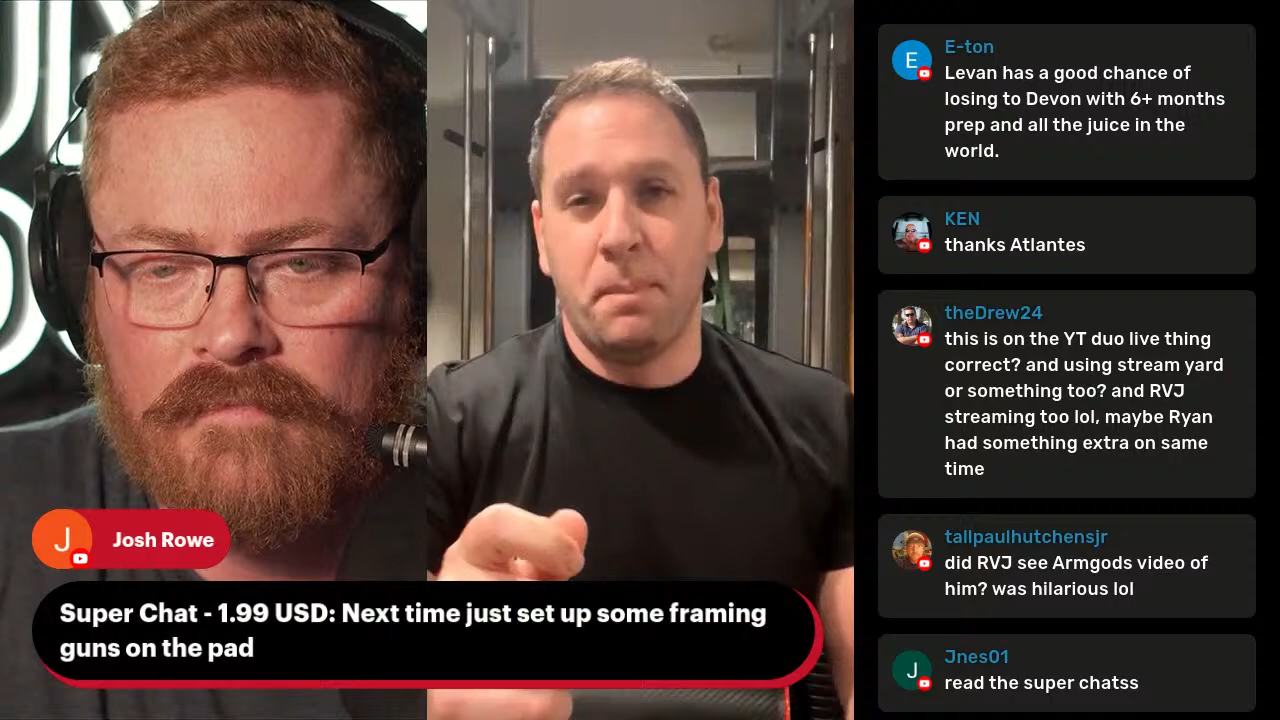 J
Josh Rowe
Super Chat - 1.99 USD: Next time just set up some framing
guns on the pad
E
E-ton
Levan has a good chance of
losing to Devon with 6+ months
prep and all the juice in the
world.
KEN
thanks Atlantes
theDrew24
this is on the YT duo live thing
correct? and using stream yard
or something too? and RVJ
streaming too lol, maybe Ryan
had something extra on same
time
tallpaulhutchensjr
did RVJ see Armgods video of
him? was hilarious lol
J
Jnes01
read the super chatss